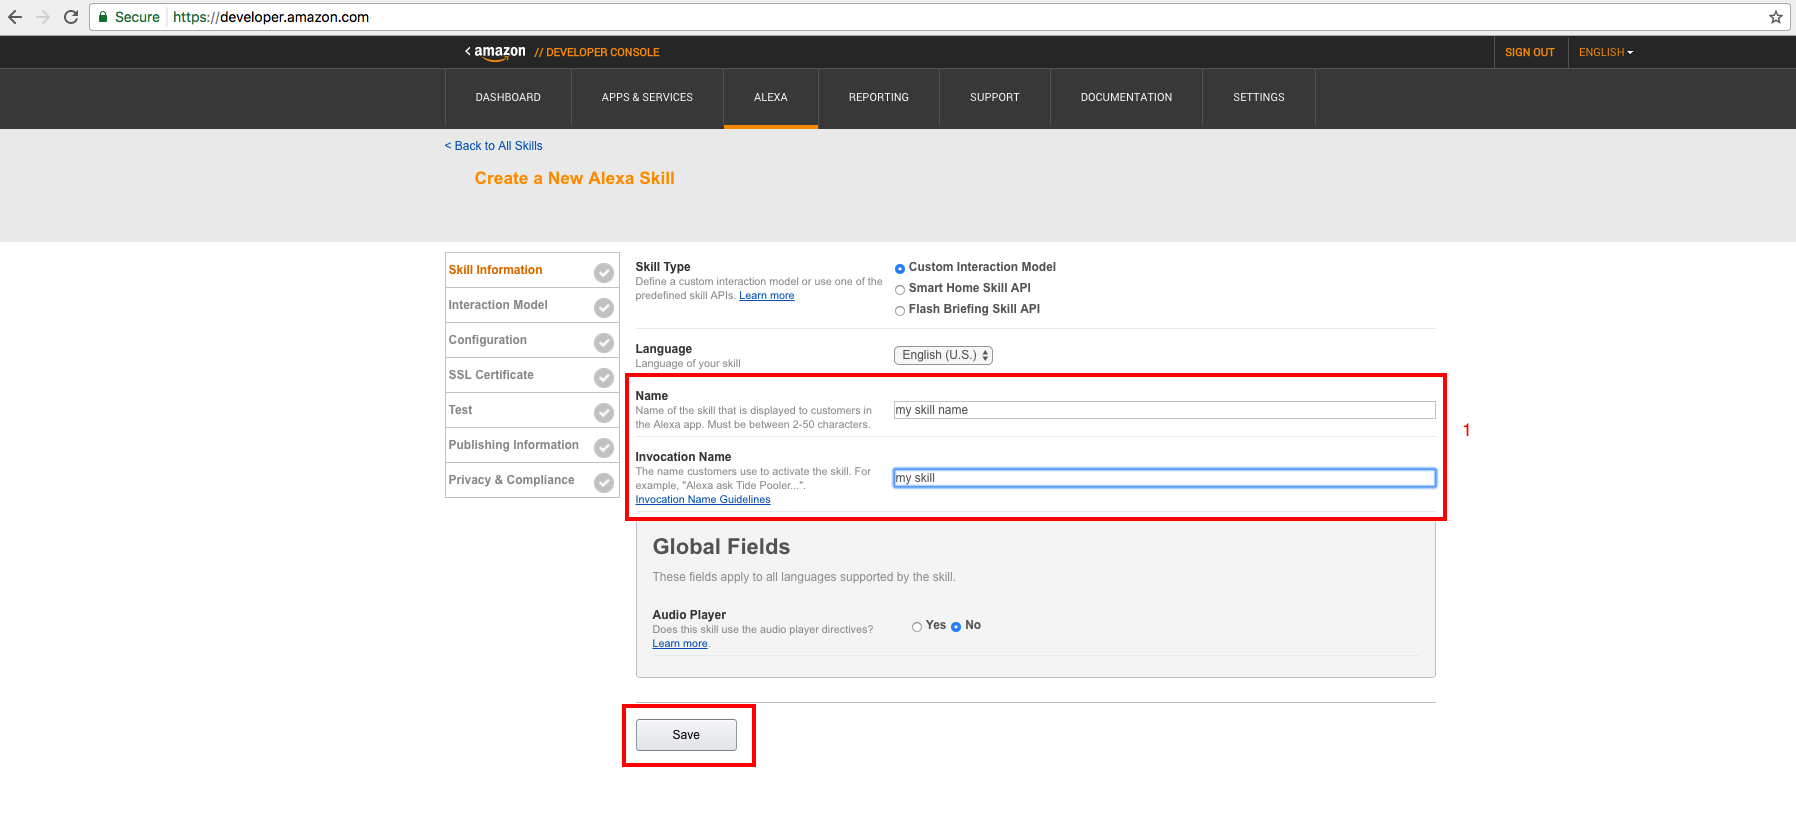 Secure https://developer.amazon.com
< amazon // DEVELOPER CONSOLE SIGN OUT ENGLISH
DASHBOARD APPS & SERVICES ALEXA REPORTING SUPPORT DOCUMENTATION SETTINGS
< Back to All Skills
Create a New Alexa Skill
Skill Information
Interaction Model
Configuration
SSL Certificate
Test
Publishing Information
Privacy & Compliance
Skill Type
Define a custom interaction model or use one of the
predefined skill APIs. Learn more
Custom Interaction Model
Smart Home Skill API
Flash Briefing Skill API
Language
Language of your skill
English (U.S.)
Name
Name of the skill that is displayed to customers in
the Alexa app. Must be between 2-50 characters.
my skill name
1
Invocation Name
The name customers use to activate the skill. For
example, "Alexa ask Tide Pooler...".
Invocation Name Guidelines
my skill
Global Fields
These fields apply to all languages supported by the skill.
Audio Player
Does this skill use the audio player directives?
Learn more.
Yes No
Save